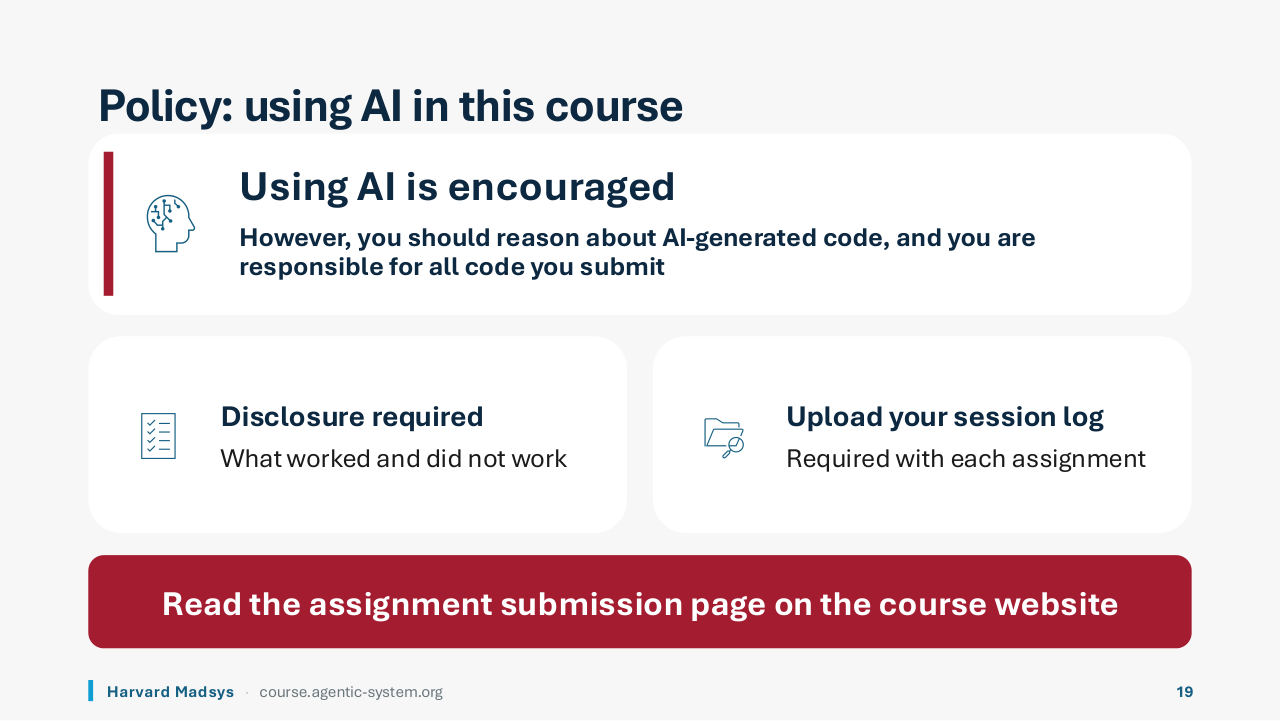 Policy: using AI in this course
Using AI is encouraged
However, you should reason about AI-generated code, and you are
responsible for all code you submit
Disclosure required
What worked and did not work
Upload your session log
Required with each assignment
Read the assignment submission page on the course website
Harvard Madsys · course.agentic-system.org
19